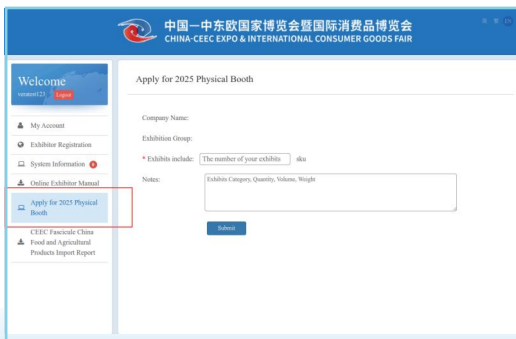 中国—中东欧国家博览会暨国际消费品博览会
CHINA-CEEC EXPO & INTERNATIONAL CONSUMER GOODS FAIR
EN
Welcome
Logout
Apply for 2025 Physical Booth
My Account
Exhibitor Registration
System Information
Online Exhibitor Manual
Apply for 2025 Physical
Booth
CEEC Fascicule China
Food and Agricultural
Products Import Report
Company Name:
Exhibition Group:
* Exhibits include: The number of your exhibits sku
Notes: Exhibits Category, Quantity, Volume, Weight
Submit